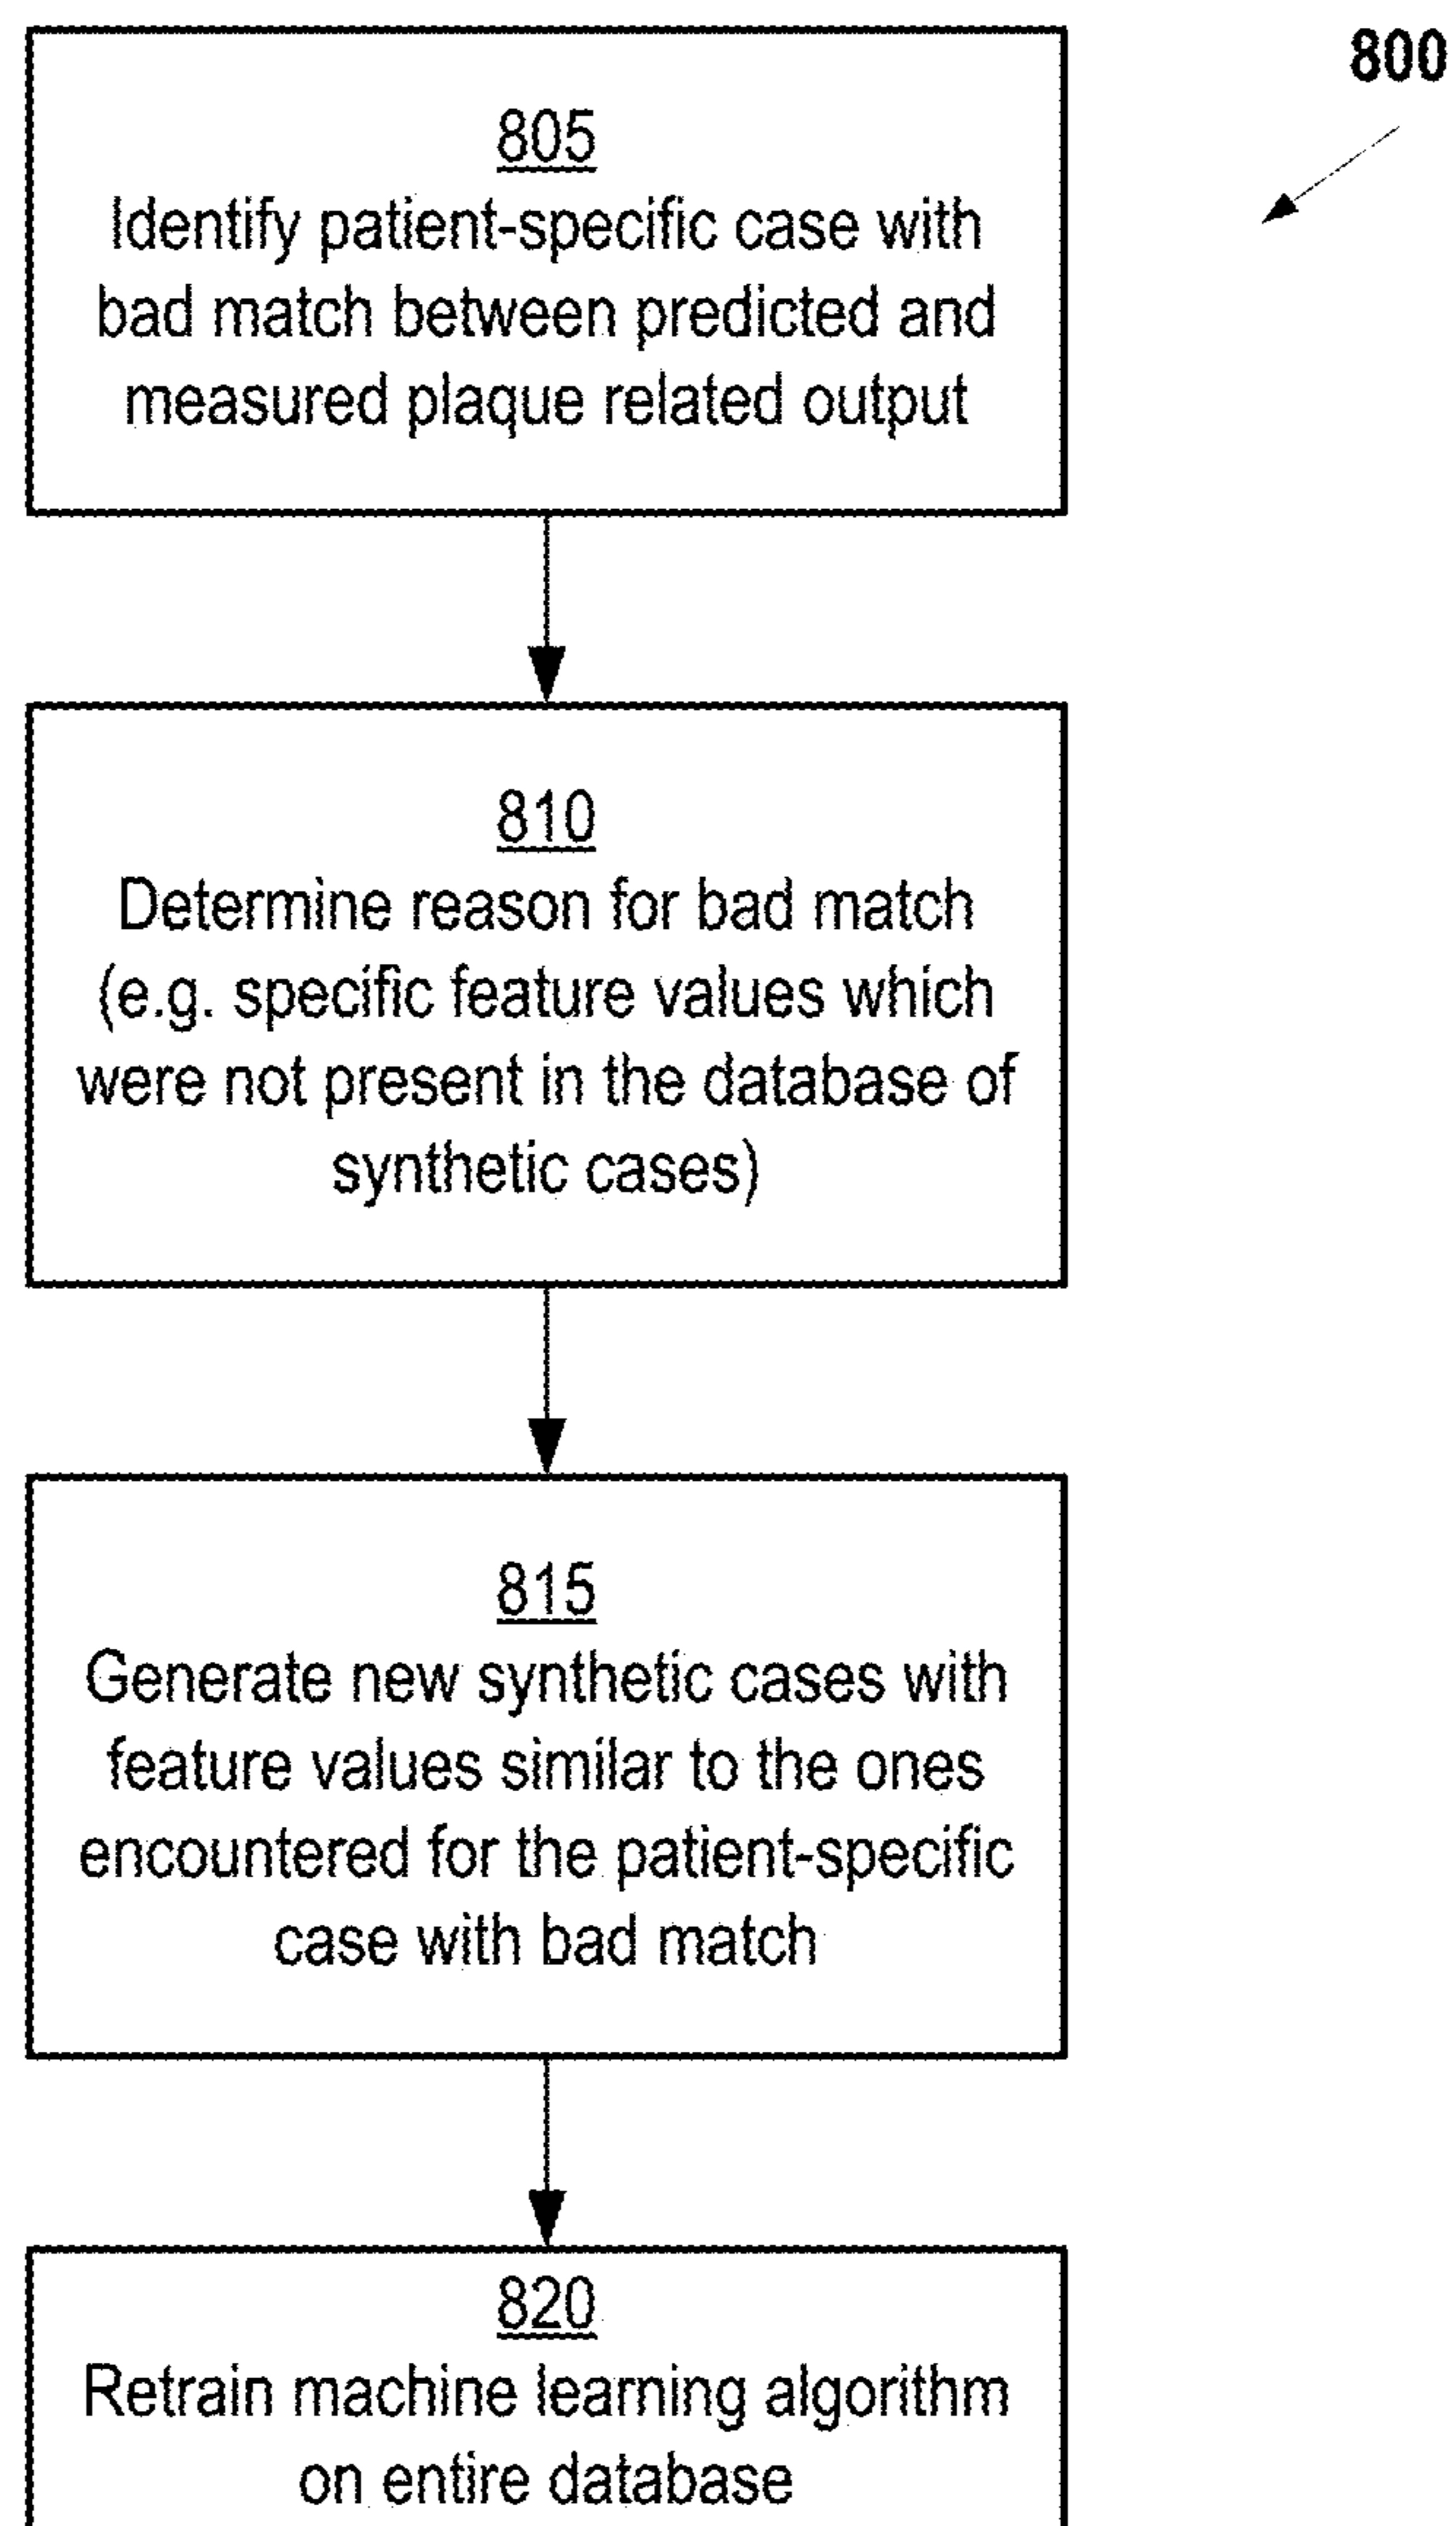 800
805
Identify patient-specific case with
bad match between predicted and
measured plaque related output
810
Determine reason for bad match
(e.g. specific feature values which
were not present in the database of
synthetic cases)
815
Generate new synthetic cases with
feature values similar to the ones
encountered for the patient-specific
case with bad match
820
Retrain machine learning algorithm
on entire database